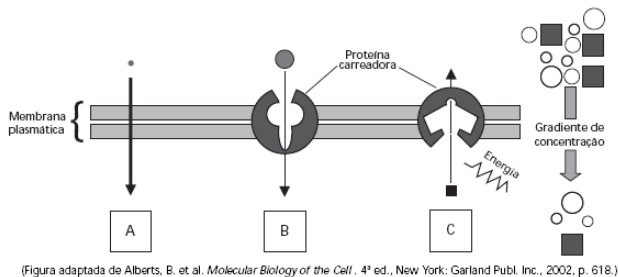 Proteína
carreadora
Membrana
plasmática
Energia
Gradiente de
concentração
A
B
C
(Figura adaptada de Alberts, B. et al. Molecular Biology of the Cell . 4ª ed., New York: Garland Publ. Inc., 2002, p. 618.)